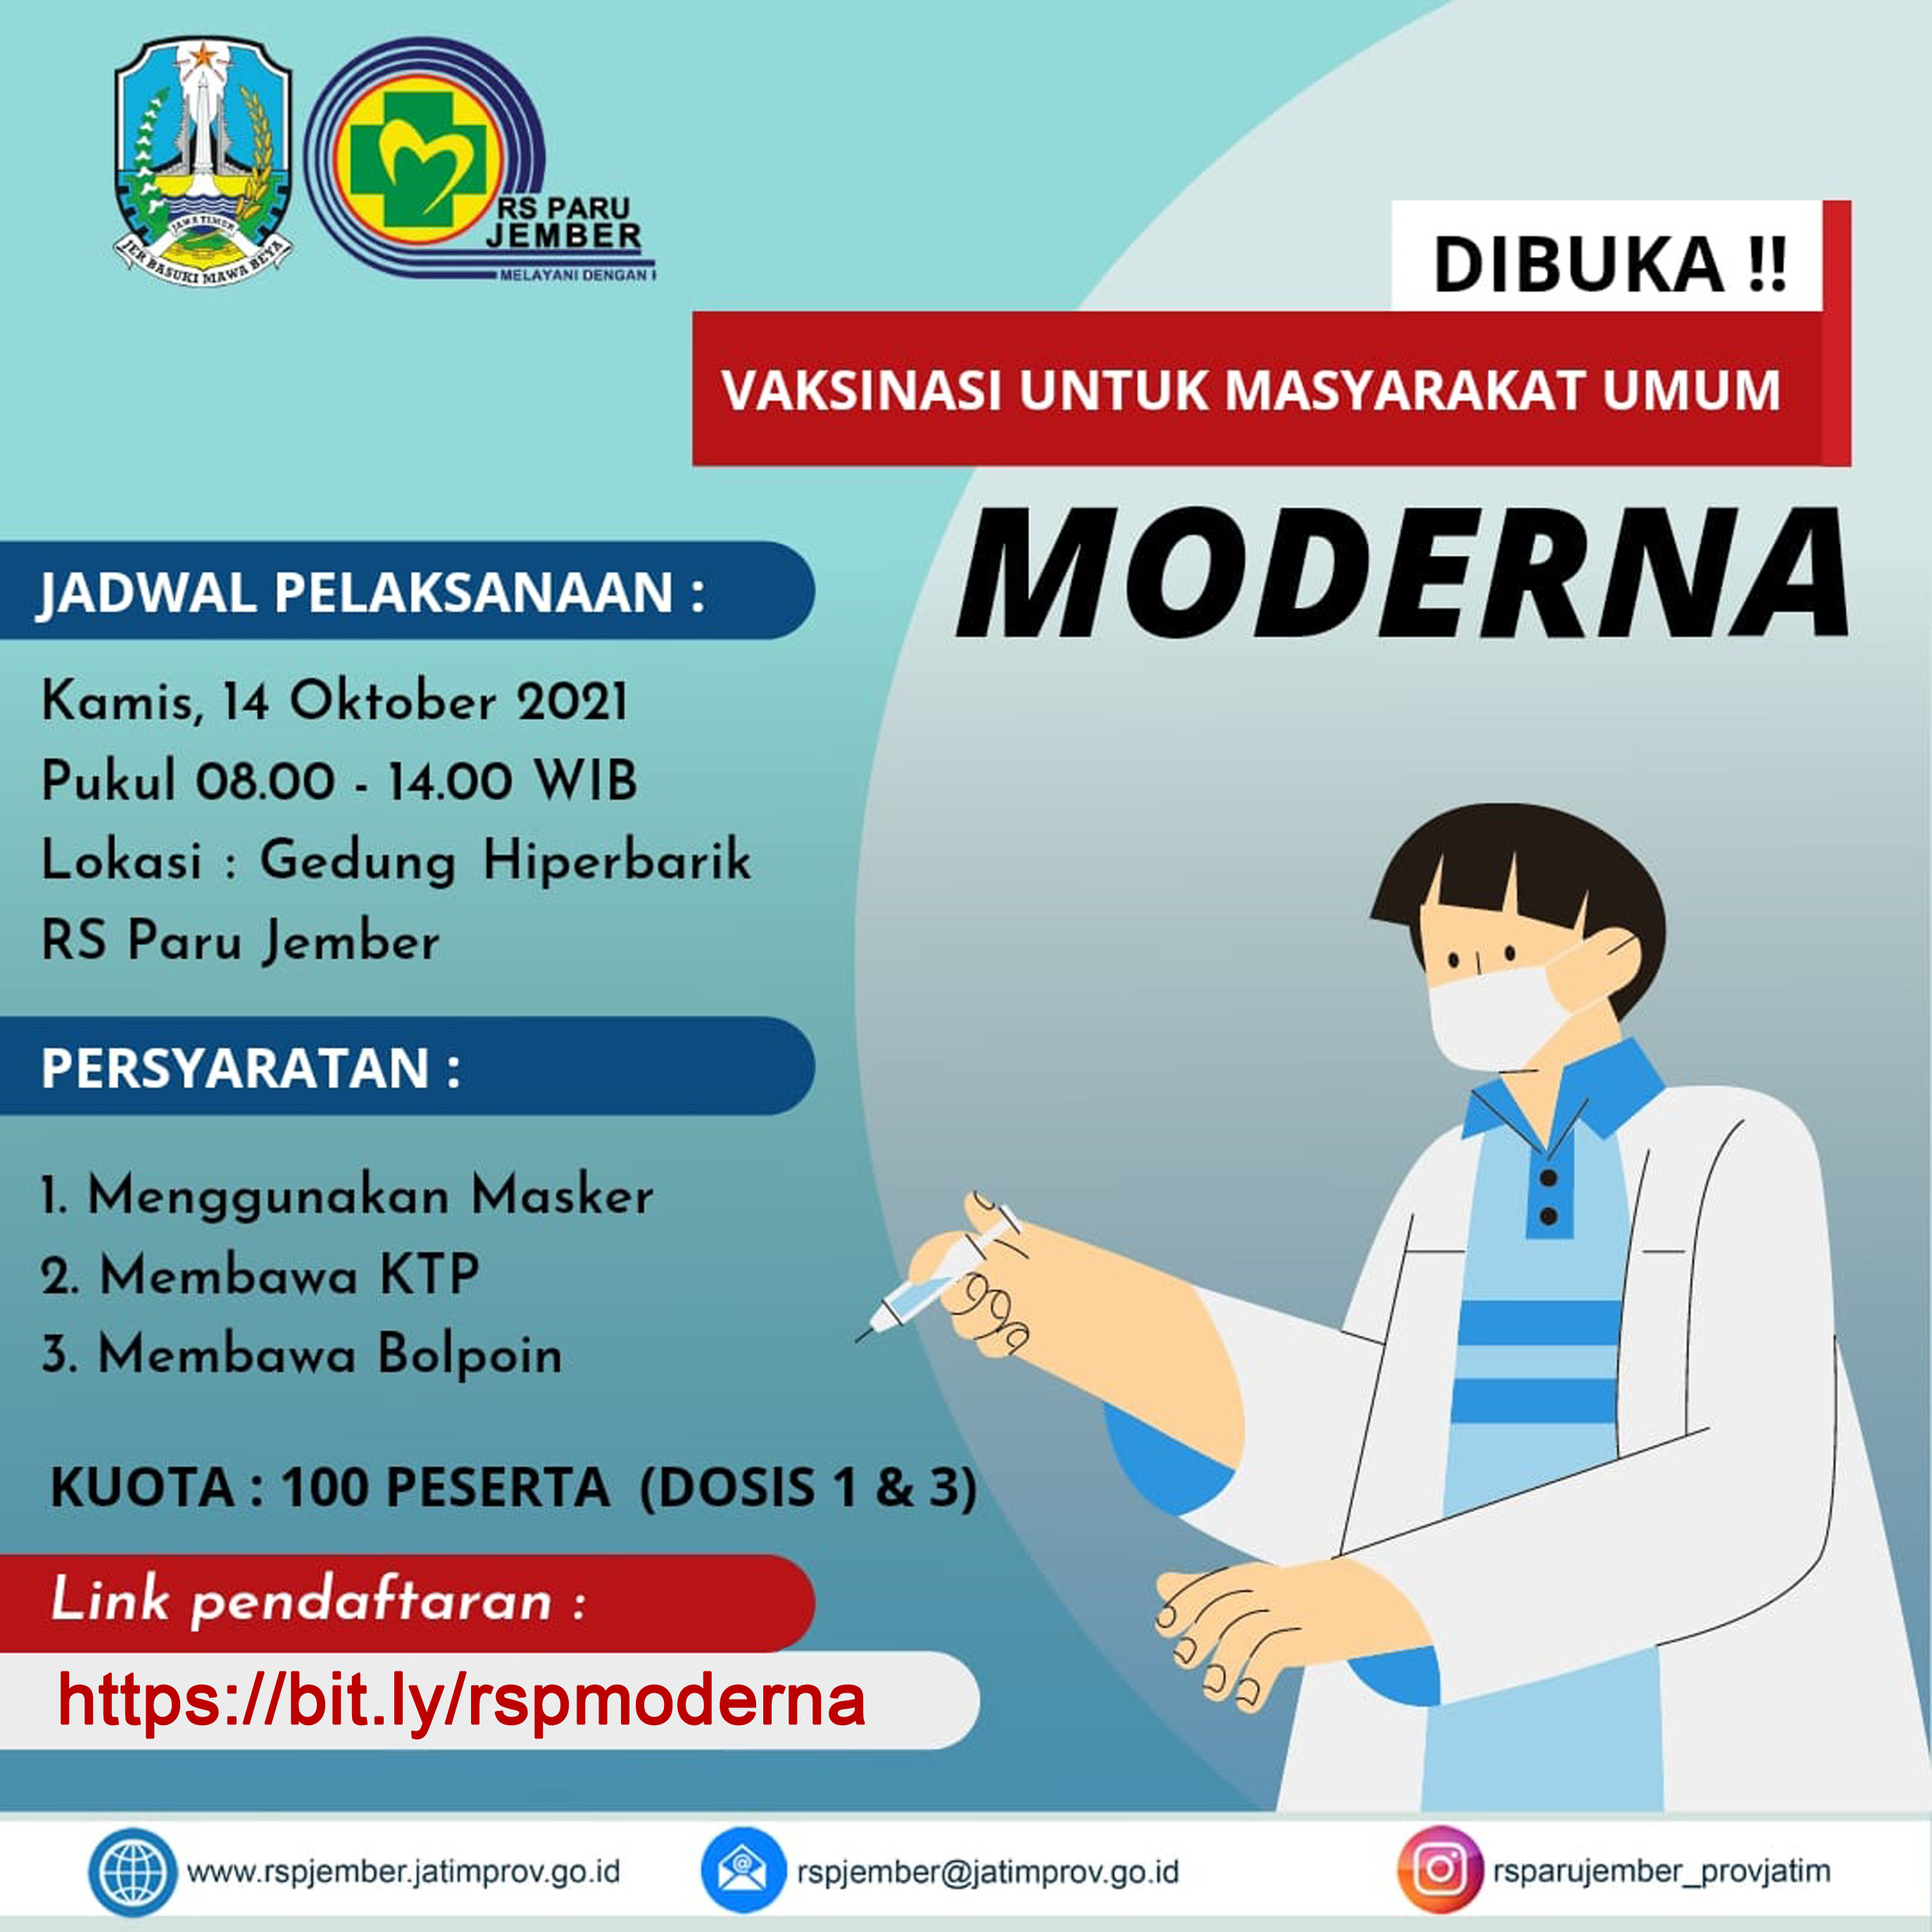 JAWA TIMUR
JER BASUKI MAWA BEYA
RS PARU
JEMBER
MELAYANI DENGAN
DIBUKA !!
VAKSINASI UNTUK MASYARAKAT UMUM
MODERNA
JADWAL PELAKSANAAN :
Kamis, 14 Oktober 2021
Pukul 08.00 - 14.00 WIB
Lokasi : Gedung Hiperbarik
RS Paru Jember
PERSYARATAN :
1. Menggunakan Masker
2. Membawa KTP
3. Membawa Bolpoin
KUOTA : 100 PESERTA (DOSIS 1 & 3)
Link pendaftaran :
https://bit.ly/rspmoderna
www.rspjember.jatimprov.go.id
rspjember@jatimprov.go.id
rsparujember_provjatim